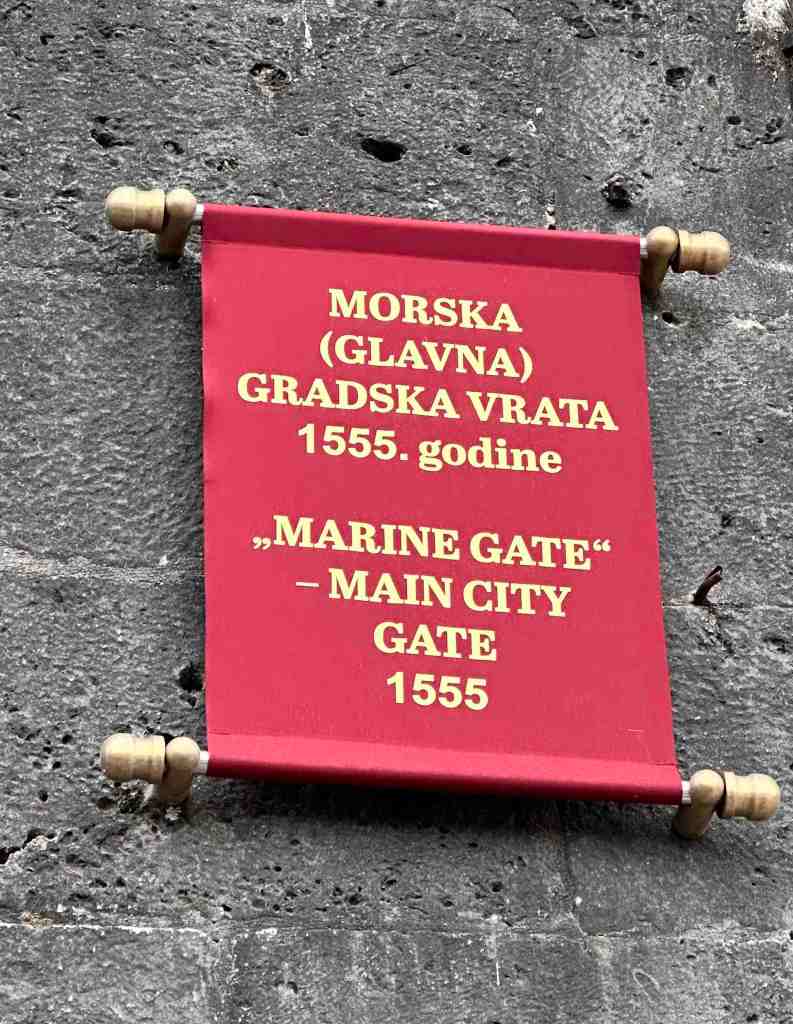 MORSKA
(GLAVNA)
GRADSKA VRATA
1555. godine
„MARINE GATE“
– MAIN CITY
GATE
1555